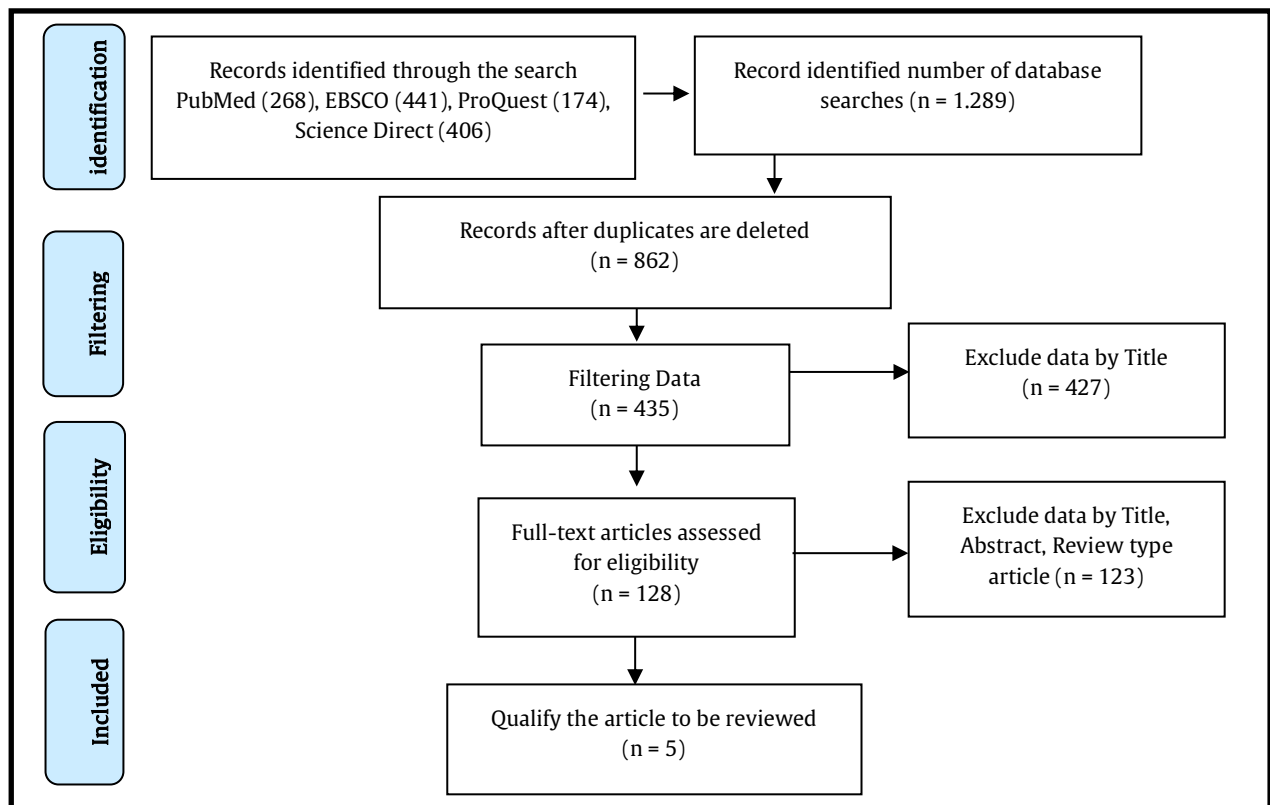 identification
Records identified through the search
PubMed (268), EBSCO (441), ProQuest (174),
Science Direct (406)
Record identified number of database
searches (n = 1.289)
Records after duplicates are deleted
(n = 862)
Filtering
Filtering Data
(n = 435)
Exclude data by Title
(n = 427)
Eligibility
Full-text articles assessed
for eligibility
(n = 128)
Exclude data by Title,
Abstract, Review type
article (n = 123)
Included
Qualify the article to be reviewed
(n = 5)